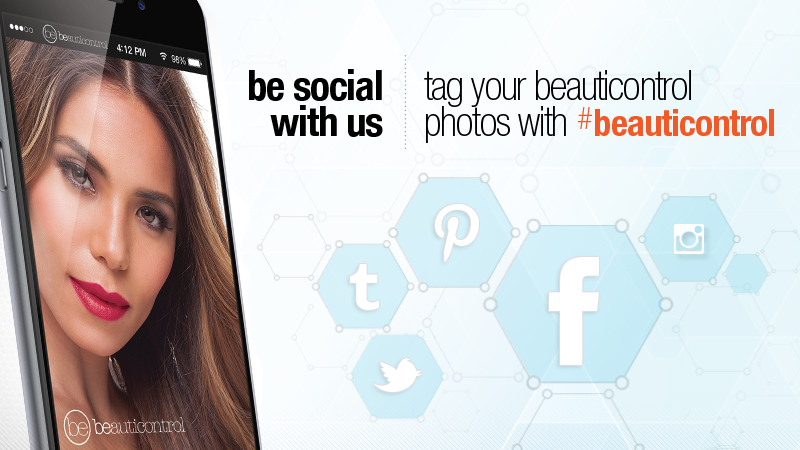 be beauticontrol 4:12 PM 98%
be social
with us
tag your beauticontrol
photos with #beauticontrol
be beauticontrol